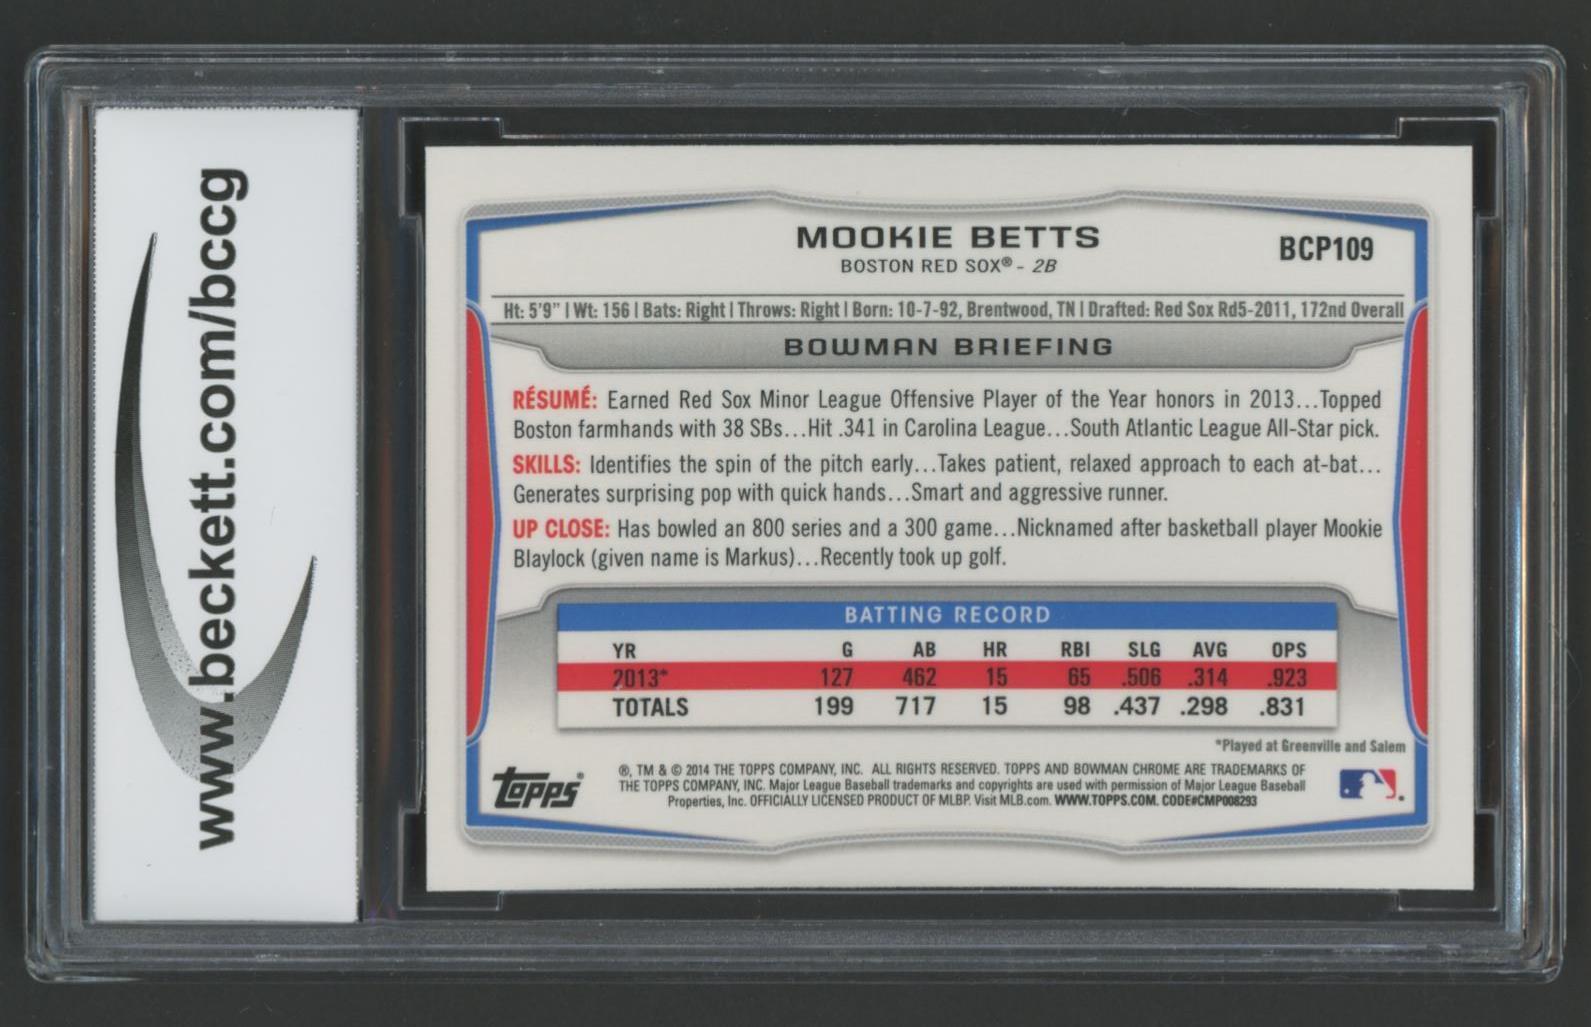 www.beckett.com/bccg
MOOKIE BETTS
BCP109
BOSTON RED SOX® - 2B
Ht: 5'9" | Wt: 156 | Bats: Right | Throws: Right | Born: 10-7-92, Brentwood, TN | Drafted: Red Sox Rd5-2011, 172nd Overall
BOWMAN BRIEFING
RÉSUMÉ: Earned Red Sox Minor League Offensive Player of the Year honors in 2013...Topped
Boston farmhands with 38 SBs...Hit .341 in Carolina League...South Atlantic League All-Star pick.
SKILLS: Identifies the spin of the pitch early...Takes patient, relaxed approach to each at-bat...
Generates surprising pop with quick hands...Smart and aggressive runner.
UP CLOSE: Has bowled an 800 series and a 300 game...Nicknamed after basketball player Mookie
Blaylock (given name is Markus)...Recently took up golf.
BATTING RECORD
YR G AB HR RBI SLG AVG OPS
2013* 127 462 15 65 .506 .314 .923
TOTALS 199 717 15 98 .437 .298 .831
*Played at Greenville and Salem
Topps®
®, TM & © 2014 THE TOPPS COMPANY, INC. ALL RIGHTS RESERVED. TOPPS AND BOWMAN CHROME ARE TRADEMARKS OF
THE TOPPS COMPANY, INC. Major League Baseball trademarks and copyrights are used with permission of Major League Baseball
Properties, Inc. OFFICIALLY LICENSED PRODUCT OF MLBP. Visit MLB.com. WWW.TOPPS.COM. CODE#CMP008293